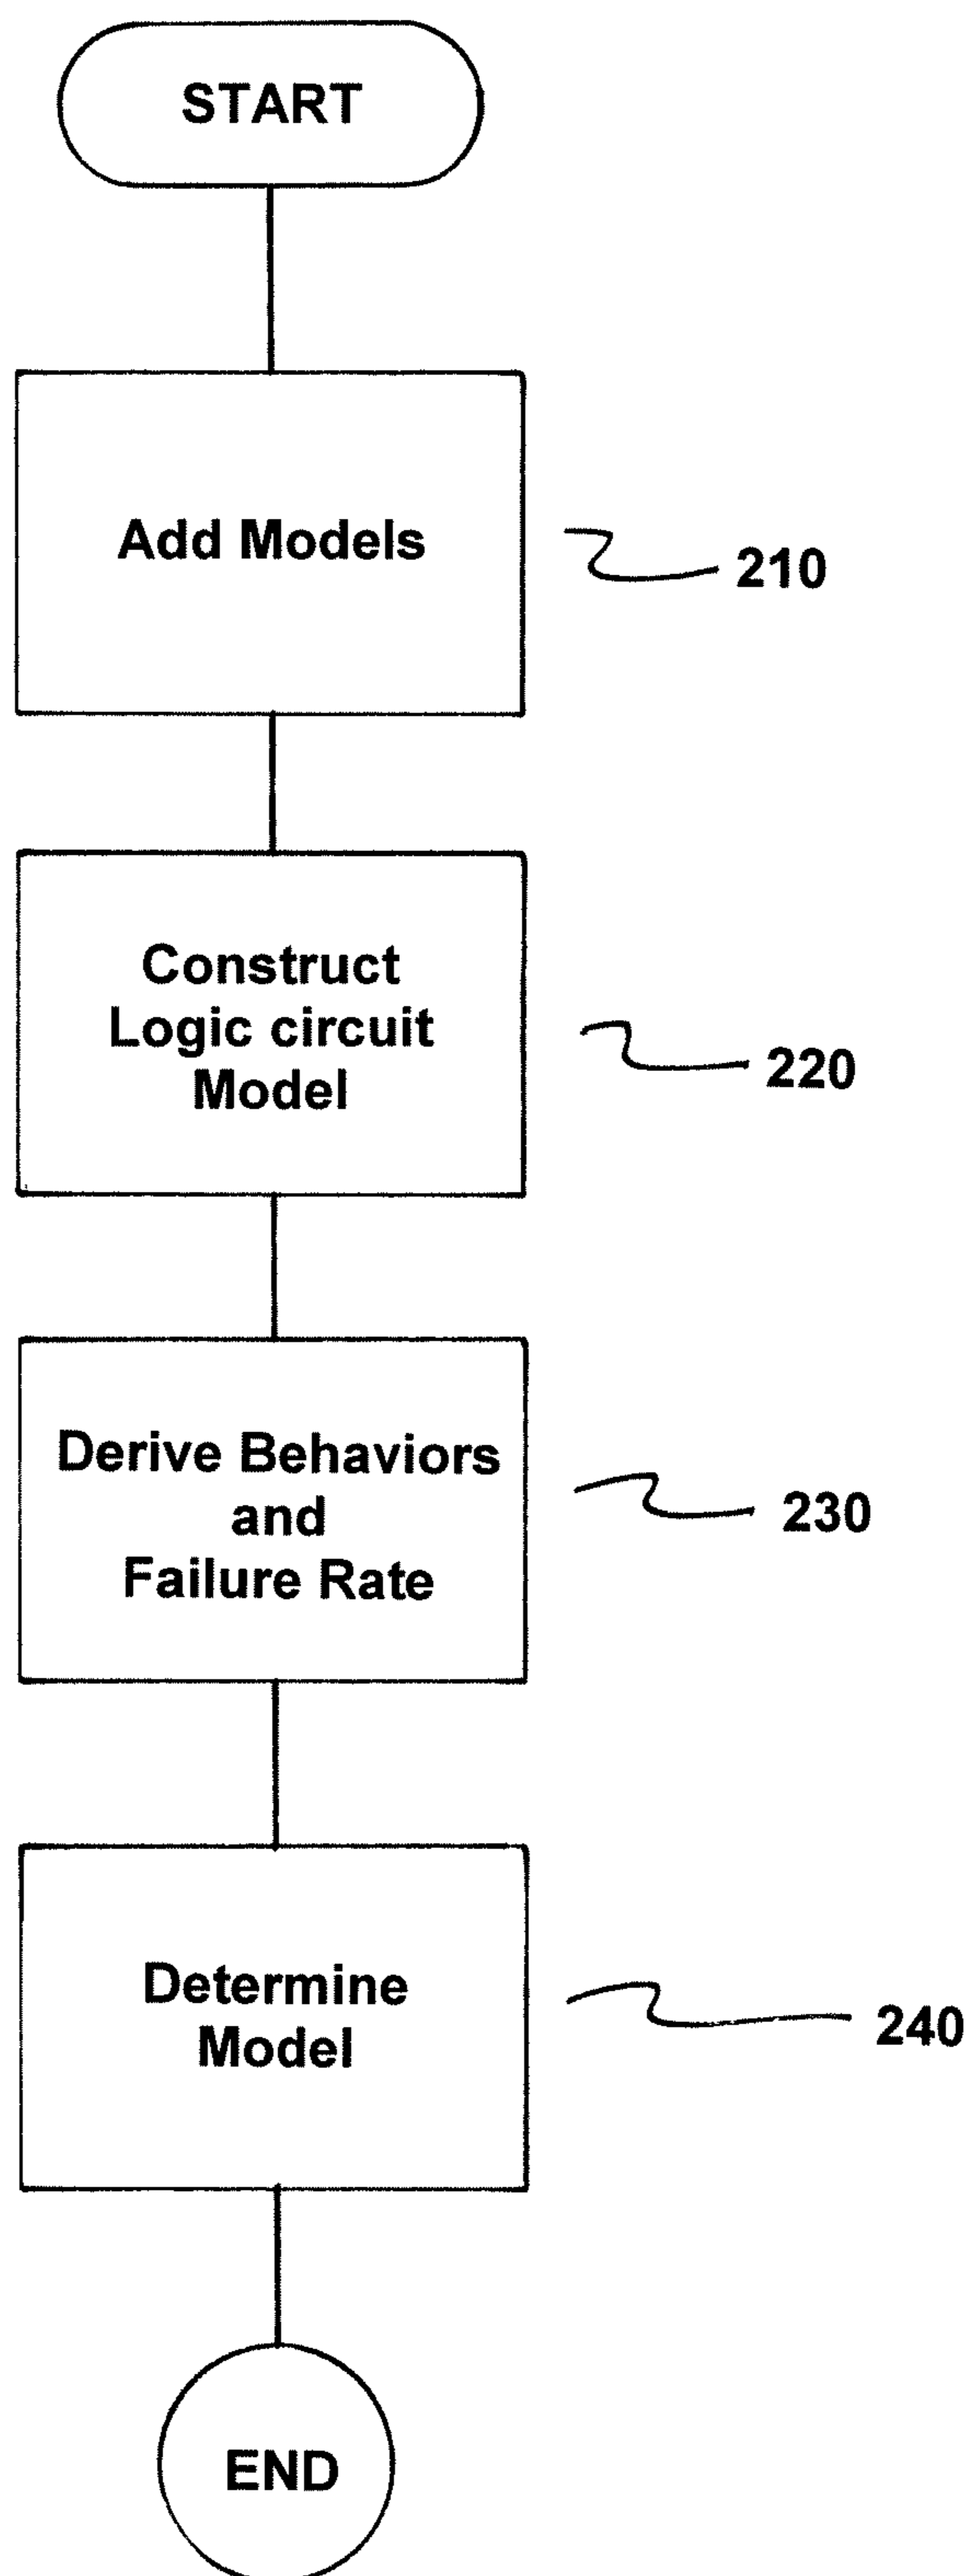 START
Add Models
210
Construct
Logic circuit
Model
220
Derive Behaviors
and
Failure Rate
230
Determine
Model
240
END